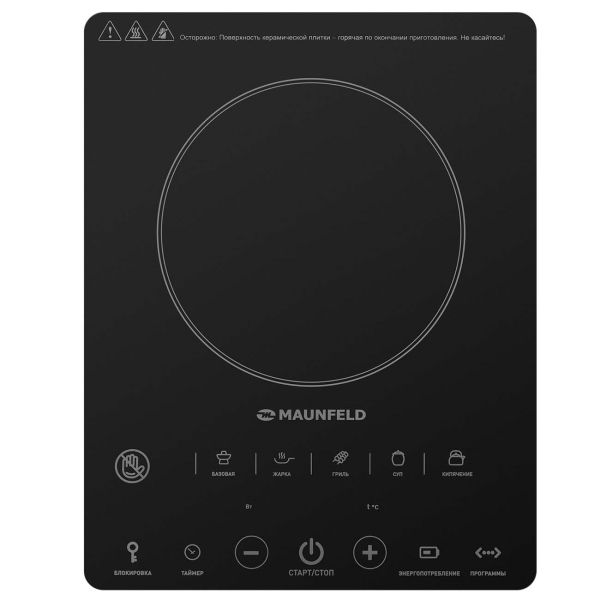 Осторожно: Поверхность керамической плитки – горячая по окончании приготовления. Не касайтесь!
MAUNFELD
БАЗОВАЯ ЖАРКА ГРИЛЬ СУП КИПЯЧЕНИЕ
Вт t °C
БЛОКИРОВКА ТАЙМЕР СТАРТ/СТОП ЭНЕРГОПОТРЕБЛЕНИЕ ПРОГРАММЫ